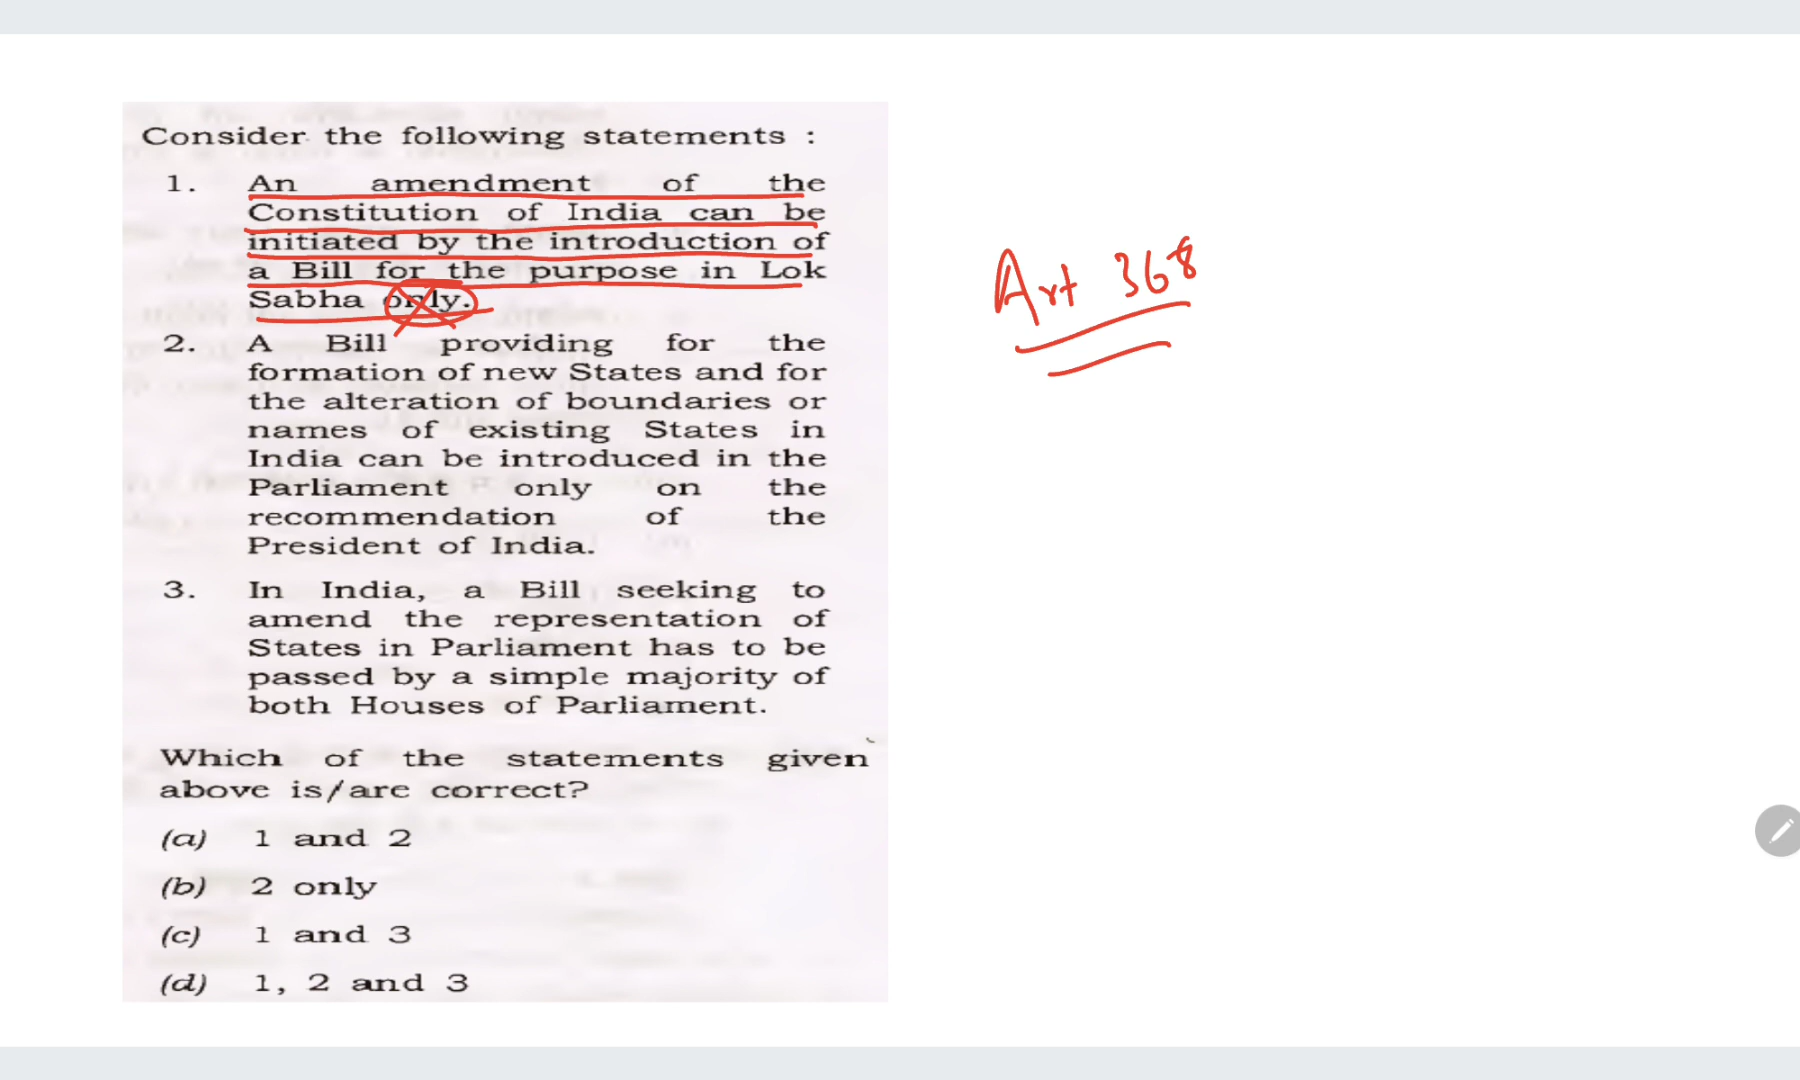 Consider the following statements :
1. An amendment of the
Constitution of India can be
initiated by the introduction of
a Bill for the purpose in Lok
Sabha only.
2. A Bill providing for the
formation of new States and for
the alteration of boundaries or
names of existing States in
India can be introduced in the
Parliament only on the
recommendation of the
President of India.
3. In India, a Bill seeking to
amend the representation of
States in Parliament has to be
passed by a simple majority of
both Houses of Parliament.
Which of the statements given
above is/are correct?
(a) 1 and 2
(b) 2 only
(c) 1 and 3
(d) 1, 2 and 3
Art 368